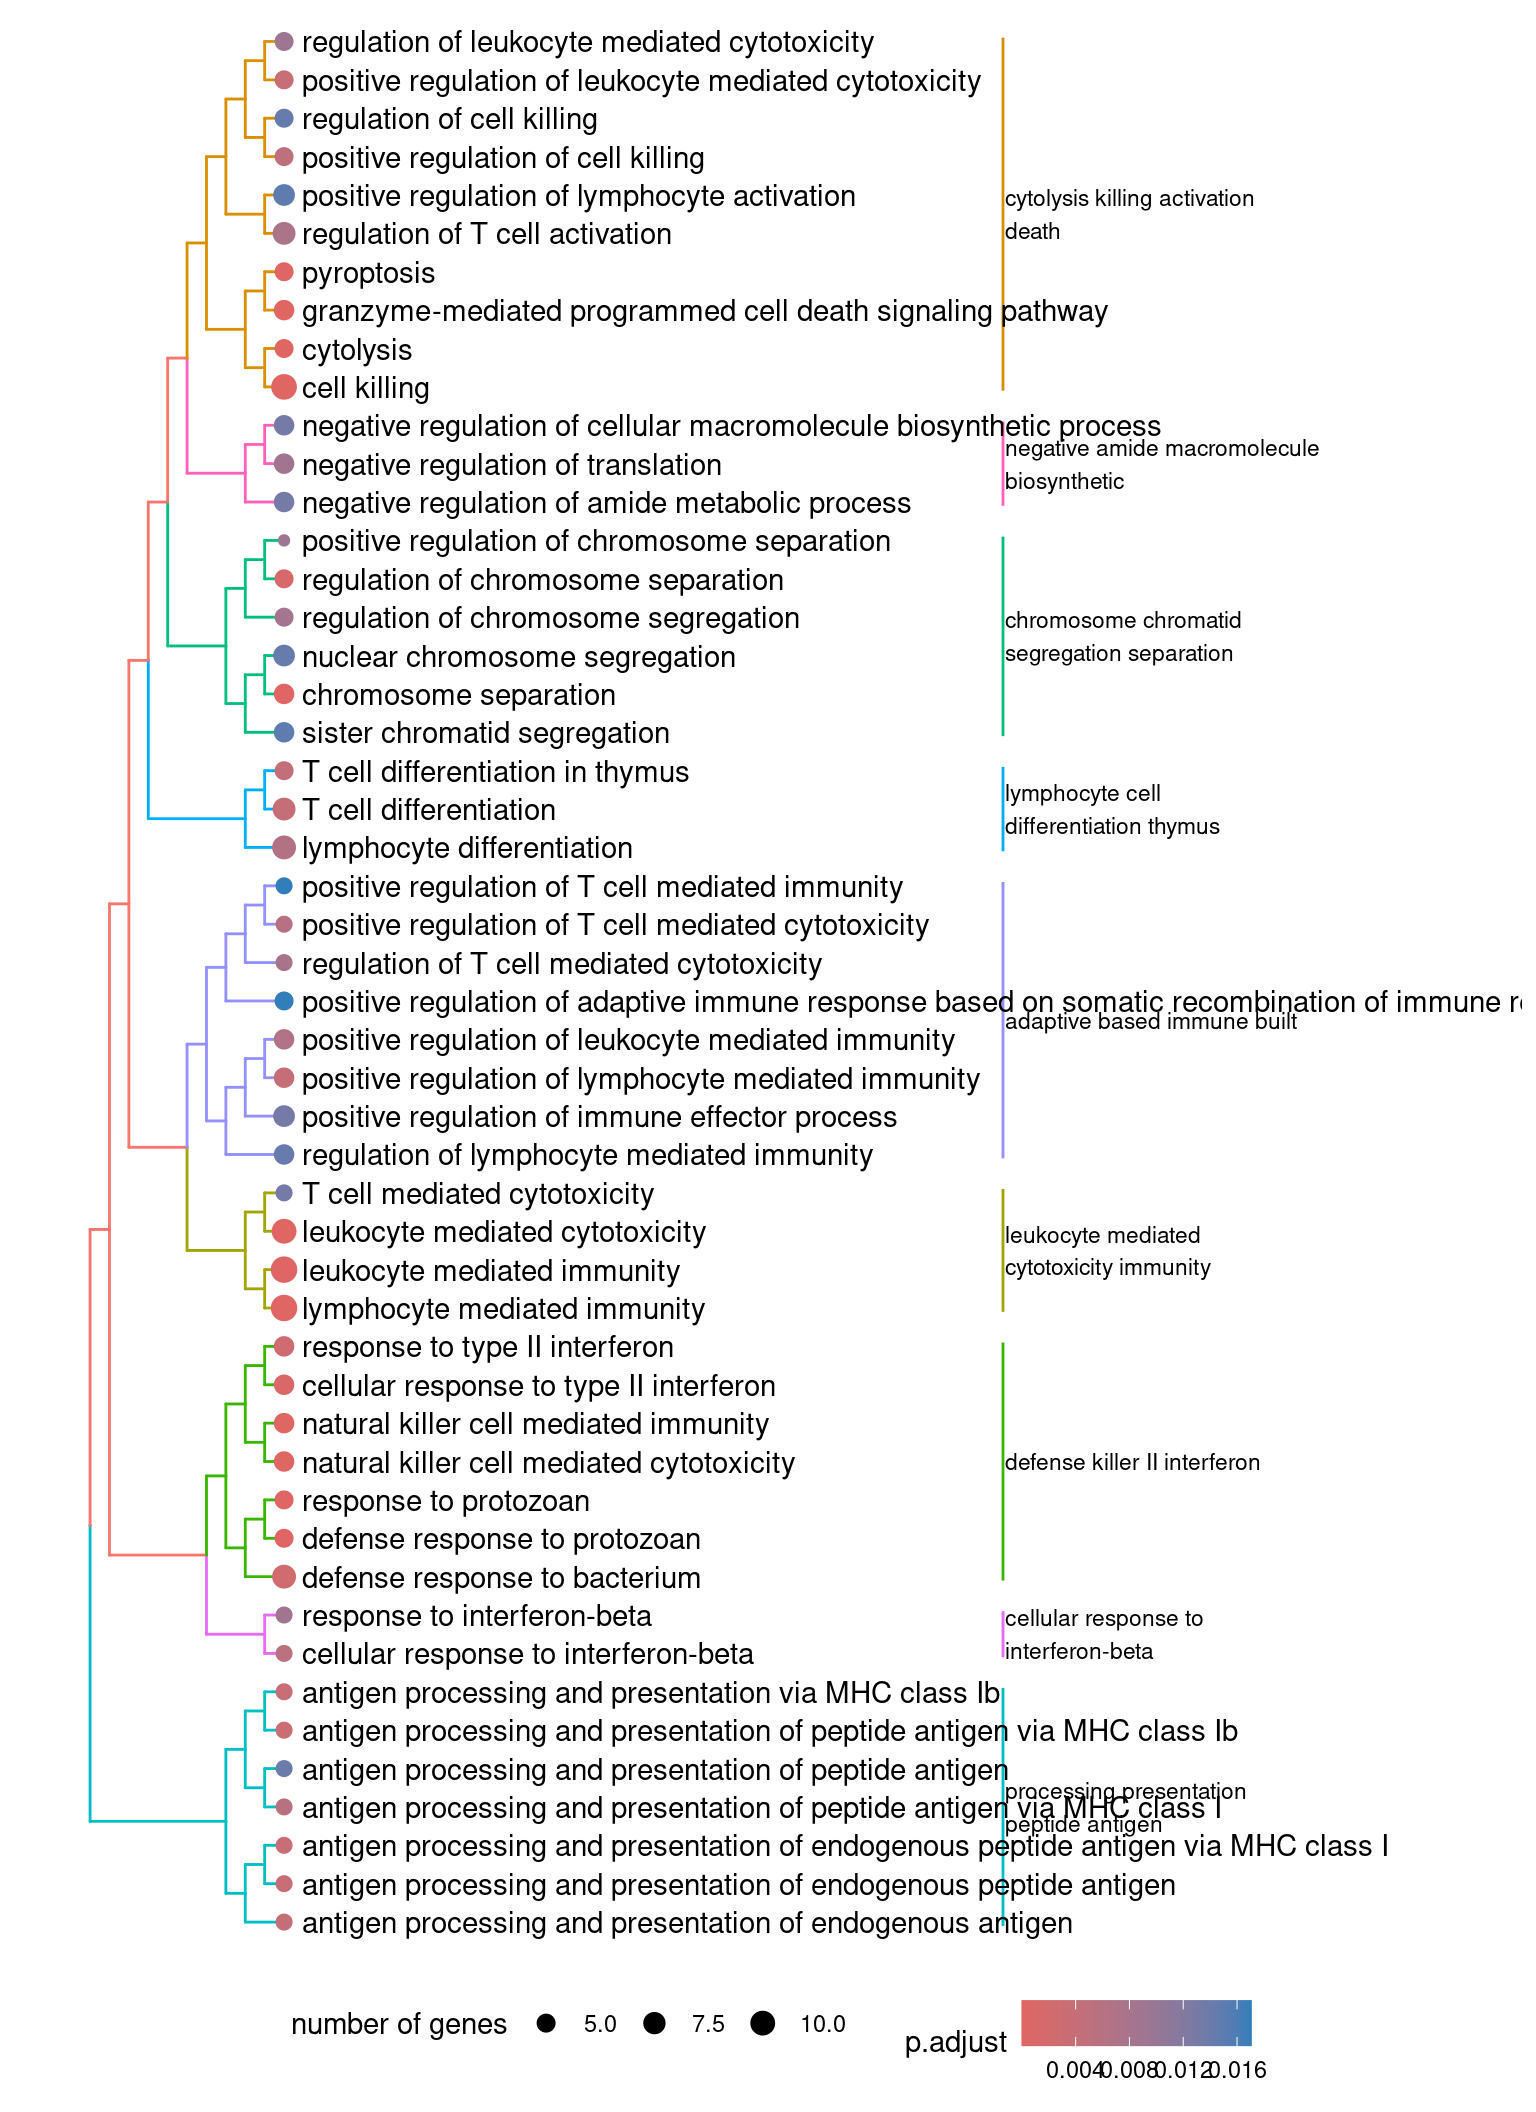 regulation of leukocyte mediated cytotoxicity
positive regulation of leukocyte mediated cytotoxicity
regulation of cell killing
positive regulation of cell killing
positive regulation of lymphocyte activation
regulation of T cell activation
pyroptosis
granzyme-mediated programmed cell death signaling pathway
cytolysis
cell killing
cytolysis killing activation
death
negative regulation of cellular macromolecule biosynthetic process
negative regulation of translation
negative regulation of amide metabolic process
negative amide macromolecule
biosynthetic
positive regulation of chromosome separation
regulation of chromosome separation
regulation of chromosome segregation
nuclear chromosome segregation
chromosome separation
sister chromatid segregation
chromosome chromatid
segregation separation
T cell differentiation in thymus
T cell differentiation
lymphocyte differentiation
lymphocyte cell
differentiation thymus
positive regulation of T cell mediated immunity
positive regulation of T cell mediated cytotoxicity
regulation of T cell mediated cytotoxicity
positive regulation of adaptive immune response based on somatic recombination of immune
positive regulation of leukocyte mediated immunity
positive regulation of lymphocyte mediated immunity
positive regulation of immune effector process
regulation of lymphocyte mediated immunity
adaptive based immune built
T cell mediated cytotoxicity
leukocyte mediated cytotoxicity
leukocyte mediated immunity
lymphocyte mediated immunity
leukocyte mediated
cytotoxicity immunity
response to type II interferon
cellular response to type II interferon
natural killer cell mediated immunity
natural killer cell mediated cytotoxicity
response to protozoan
defense response to protozoan
defense response to bacterium
defense killer II interferon
response to interferon-beta
cellular response to interferon-beta
cellular response to
interferon-beta
antigen processing and presentation via MHC class Ib
antigen processing and presentation of peptide antigen via MHC class Ib
antigen processing and presentation of peptide antigen
antigen processing and presentation of peptide antigen via MHC class I
antigen processing and presentation of endogenous peptide antigen via MHC class I
antigen processing and presentation of endogenous peptide antigen
antigen processing and presentation of endogenous antigen
processing presentation
peptide antigen
number of genes 5.0 7.5 10.0
p.adjust
0.004 0.008 0.012 0.016